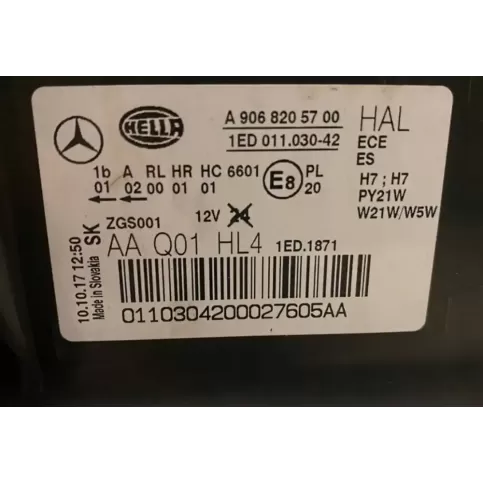 HELLA
A 906 820 57 00
1ED 011.030-42
HAL
ECE
ES
H7 ; H7
PY21W
W21W/W5W
1b A RL HR HC 6601
01 02 00 01 01
E8
PL
20
ZGS001
12V 24
AA Q01 HL4 1ED.1871
0110304200027605AA
10.10.17 12:50 SK
Made in Slovakia